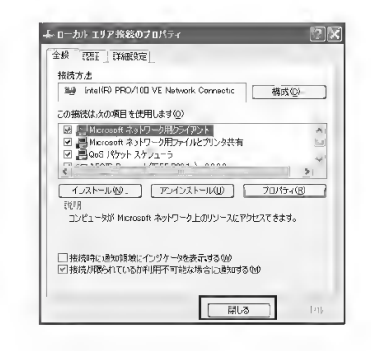 ローカル エリア接続のプロパティ
全般 認証 詳細設定
接続方法
Intel(R) PRO/100 VE Network Connectic
構成(C)...
この接続は次の項目を使用します(O)
Microsoft ネットワーク用クライアント
Microsoft ネットワーク用ファイルとプリンタ共有
QoS パケット スケジューラ
インストール(N)... アンインストール(U) プロパティ(R)
説明
コンピュータが Microsoft ネットワーク上のリソースにアクセスできます。
接続時に通知領域にインジケータを表示する(W)
接続が限られているか利用不可能な場合に通知する(M)
閉じる